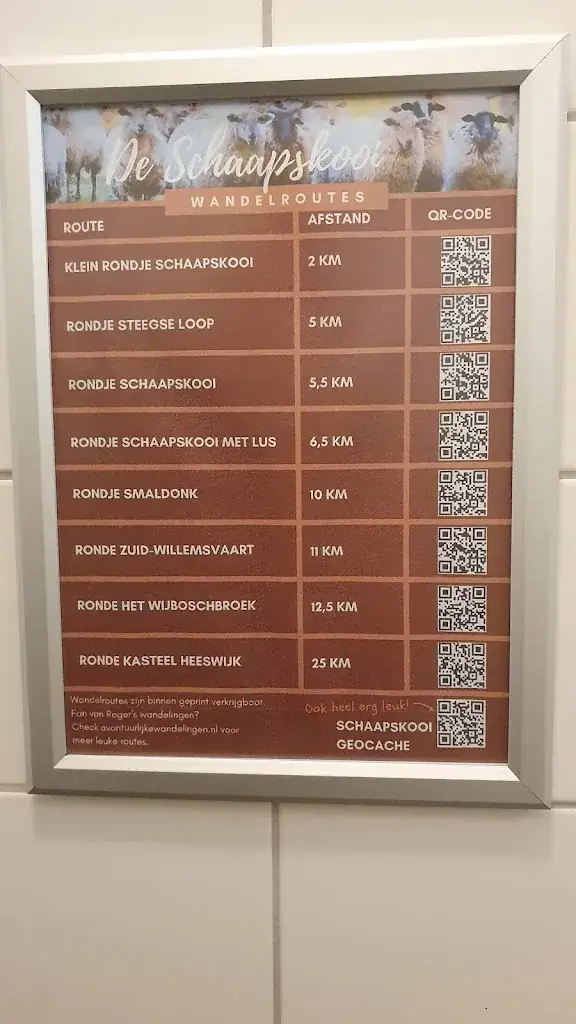 De Schaapskooi
WANDELROUTES
ROUTE AFSTAND QR-CODE
KLEIN RONDJE SCHAAPSKOOI 2 KM
RONDJE STEEGSE LOOP 5 KM
RONDJE SCHAAPSKOOI 5,5 KM
RONDJE SCHAAPSKOOI MET LUS 6,5 KM
RONDJE SMALDONK 10 KM
RONDE ZUID-WILLEMSVAART 11 KM
RONDE HET WIJBOSCHBROEK 12,5 KM
RONDE KASTEEL HEESWIJK 25 KM
Wandelroutes zijn binnen geprint verkrijgbaar.
Fan van Roger's wandelingen?
Check avontuurlijkewandelingen.nl voor
meer leuke routes.
Ook heel erg leuk!
SCHAAPSKOOI
GEOCACHE